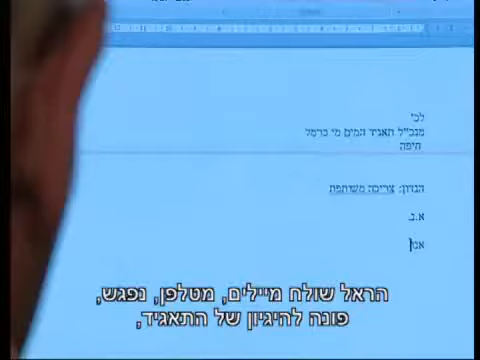 לכ'
מנכ"ל תאגיד המים מי כרמל
חיפה
הנדון: צריכה משותפת
א.נ.
אנו
הראל שולח מיילים, מטלפן, נפגש,
פונה להיגיון של התאגיד,